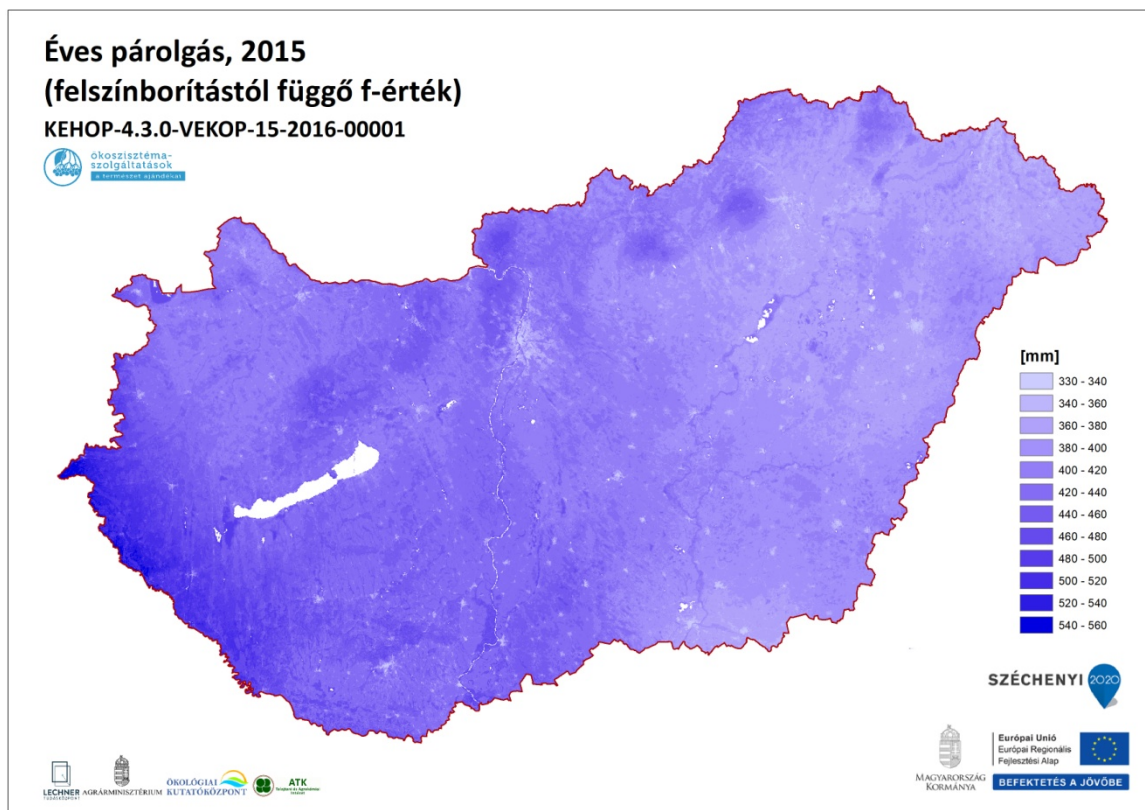 Éves párolgás, 2015
(felszínborítástól függő f-érték)
KEHOP-4.3.0-VEKOP-15-2016-00001
ökoszisztéma-
szolgáltatások
a természet ajándékai
[mm]
330 - 340
340 - 360
360 - 380
380 - 400
400 - 420
420 - 440
440 - 460
460 - 480
480 - 500
500 - 520
520 - 540
540 - 560
SZÉCHENYI 2020
MAGYARORSZÁG
KORMÁNYA
Európai Unió
Európai Regionális
Fejlesztési Alap
BEFEKTETÉS A JÖVŐBE
LECHNER
TUDÁSKÖZPONT
AGRÁRMINISZTÉRIUM
ÖKOLÓGIAI
KUTATÓKÖZPONT
ATK